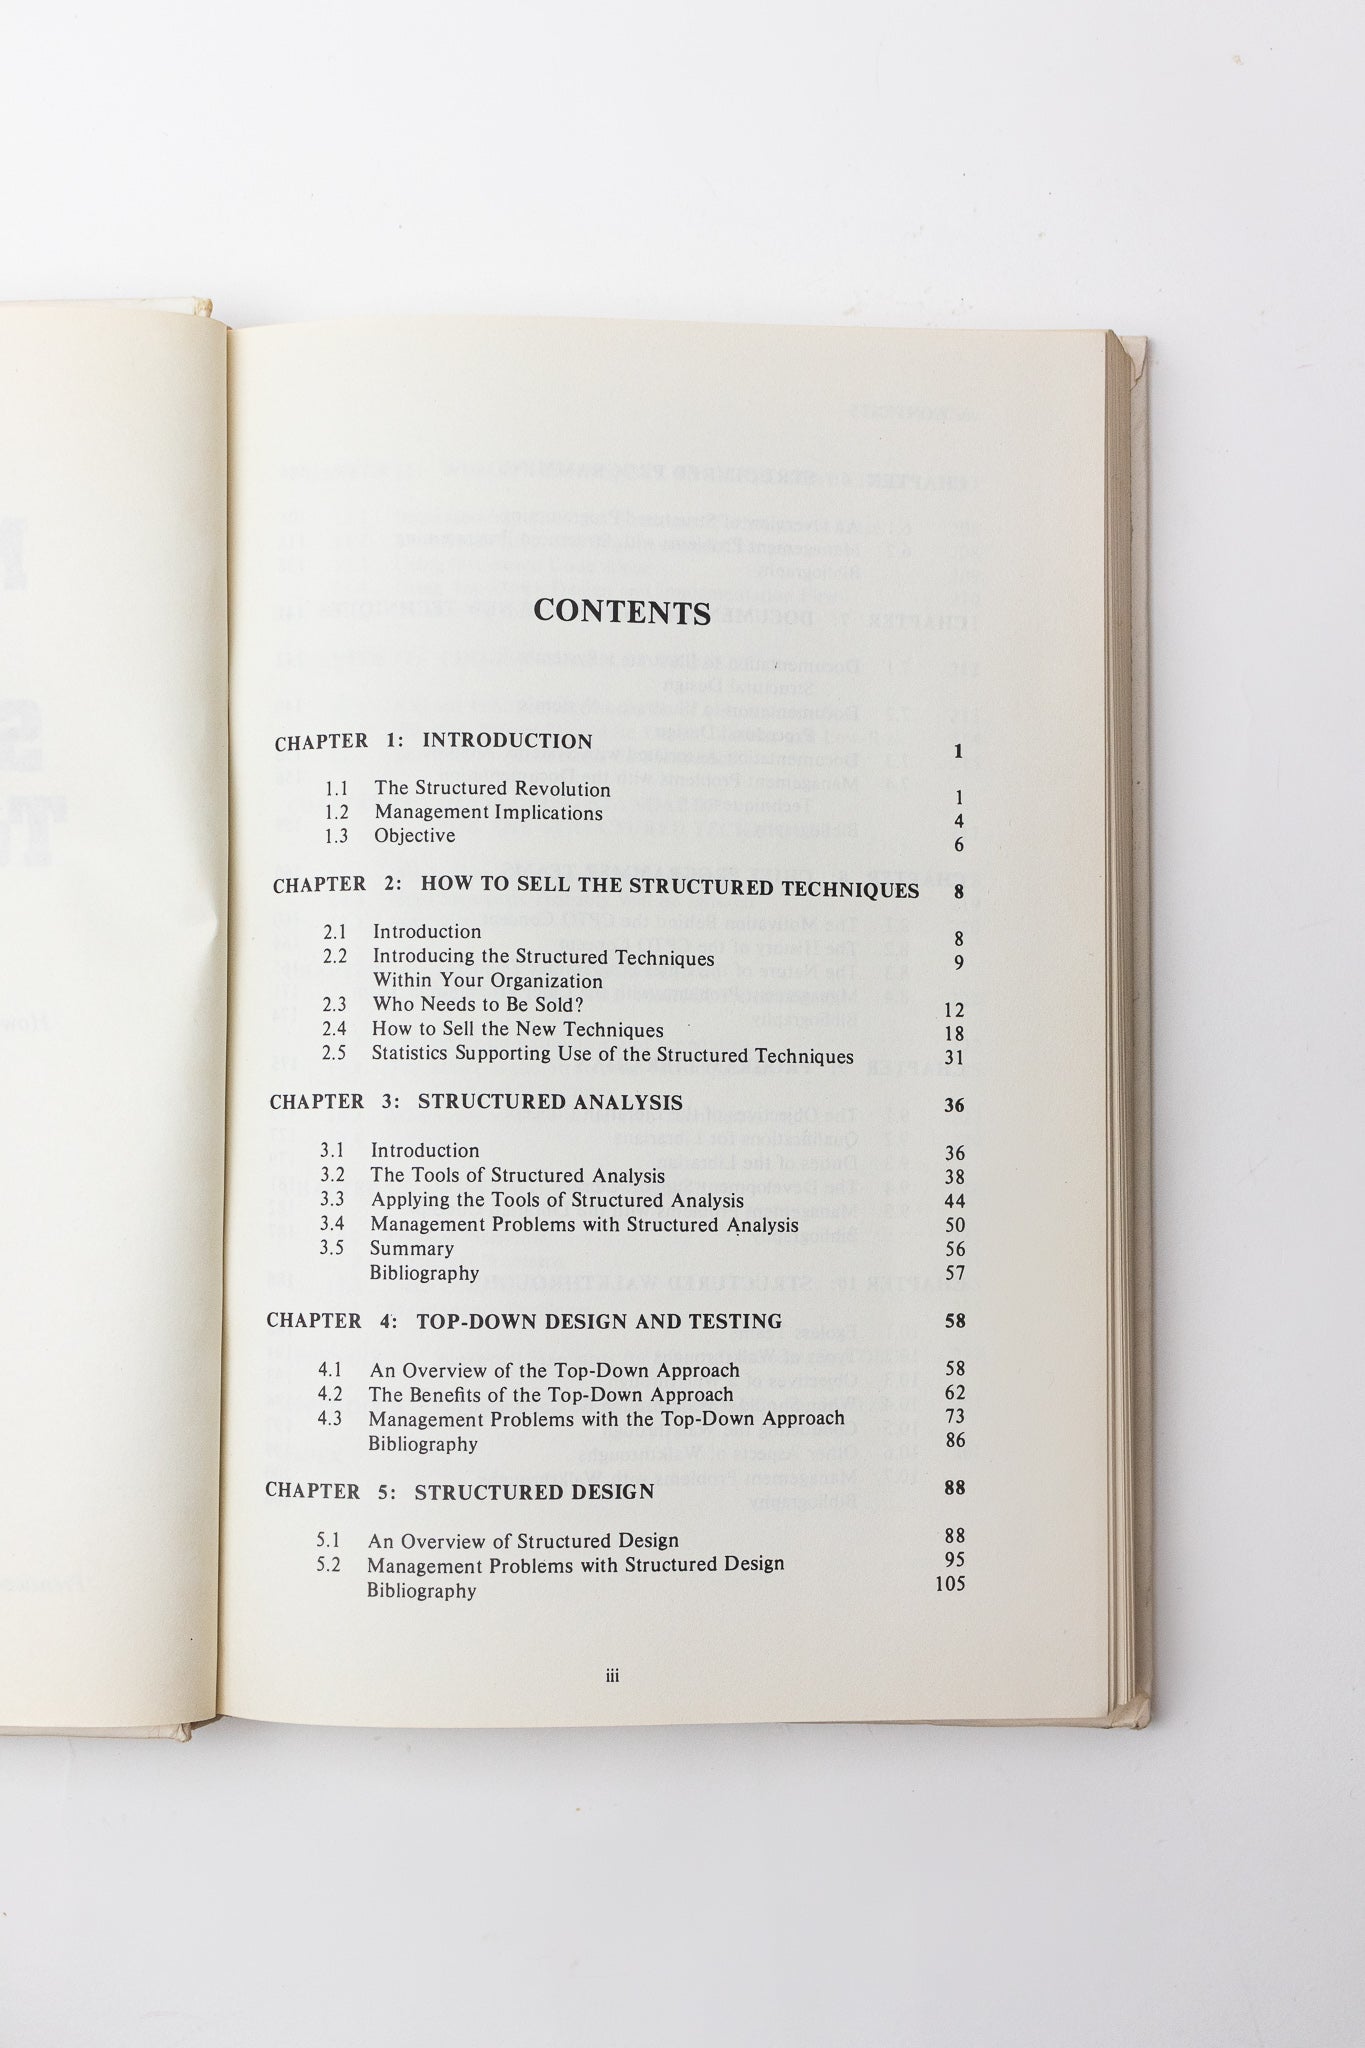 CONTENTS
CHAPTER 1: INTRODUCTION 1
1.1 The Structured Revolution 1
1.2 Management Implications 4
1.3 Objective 6
CHAPTER 2: HOW TO SELL THE STRUCTURED TECHNIQUES 8
2.1 Introduction 8
2.2 Introducing the Structured Techniques 9
Within Your Organization
2.3 Who Needs to Be Sold? 12
2.4 How to Sell the New Techniques 18
2.5 Statistics Supporting Use of the Structured Techniques 31
CHAPTER 3: STRUCTURED ANALYSIS 36
3.1 Introduction 36
3.2 The Tools of Structured Analysis 38
3.3 Applying the Tools of Structured Analysis 44
3.4 Management Problems with Structured Analysis 50
3.5 Summary 56
Bibliography 57
CHAPTER 4: TOP-DOWN DESIGN AND TESTING 58
4.1 An Overview of the Top-Down Approach 58
4.2 The Benefits of the Top-Down Approach 62
4.3 Management Problems with the Top-Down Approach 73
Bibliography 86
CHAPTER 5: STRUCTURED DESIGN 88
5.1 An Overview of Structured Design 88
5.2 Management Problems with Structured Design 95
Bibliography 105
iii